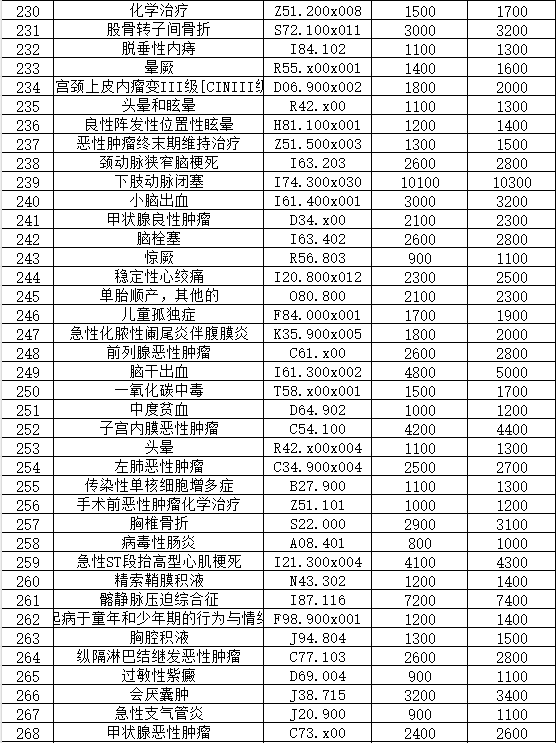 230 化学治疗 Z51.200x008 1500 1700
231 股骨转子间骨折 S72.100x011 3000 3200
232 脱垂性内痔 I84.102 1100 1300
233 晕厥 R55.x00x001 1400 1600
234 宫颈上皮内瘤变III级[CINIII级 D06.900x002 1800 2000
235 头晕和眩晕 R42.x00 1100 1300
236 良性阵发性位置性眩晕 H81.100x001 1200 1400
237 恶性肿瘤终末期维持治疗 Z51.500x003 1300 1500
238 颈动脉狭窄脑梗死 I63.203 2600 2800
239 下肢动脉闭塞 I74.300x030 10100 10300
240 小脑出血 I61.400x001 3000 3200
241 甲状腺良性肿瘤 D34.x00 2100 2300
242 脑栓塞 I63.402 2600 2800
243 惊厥 R56.803 900 1100
244 稳定性心绞痛 I20.800x012 2300 2500
245 单胎顺产，其他的 O80.800 2100 2300
246 儿童孤独症 F84.000x001 1700 1900
247 急性化脓性阑尾炎伴腹膜炎 K35.900x005 1800 2000
248 前列腺恶性肿瘤 C61.x00 2600 2800
249 脑干出血 I61.300x002 4800 5000
250 一氧化碳中毒 T58.x00x001 1500 1700
251 中度贫血 D64.902 1000 1200
252 子宫内膜恶性肿瘤 C54.100 4200 4400
253 头晕 R42.x00x004 1100 1300
254 左肺恶性肿瘤 C34.900x004 2500 2700
255 传染性单核细胞增多症 B27.900 1100 1300
256 手术前恶性肿瘤化学治疗 Z51.101 1000 1200
257 胸椎骨折 S22.000 2900 3100
258 病毒性肠炎 A08.401 800 1000
259 急性ST段抬高型心肌梗死 I21.300x004 4100 4300
260 精索鞘膜积液 N43.302 1200 1400
261 髂静脉压迫综合征 I87.116 7200 7400
262 起病于童年和少年期的行为与情绪 F98.900x001 1200 1400
263 胸腔积液 J94.804 1300 1500
264 纵隔淋巴结继发恶性肿瘤 C77.103 2600 2800
265 过敏性紫癜 D69.004 900 1100
266 会厌囊肿 J38.715 3200 3400
267 急性支气管炎 J20.900 900 1100
268 甲状腺恶性肿瘤 C73.x00 2400 2600